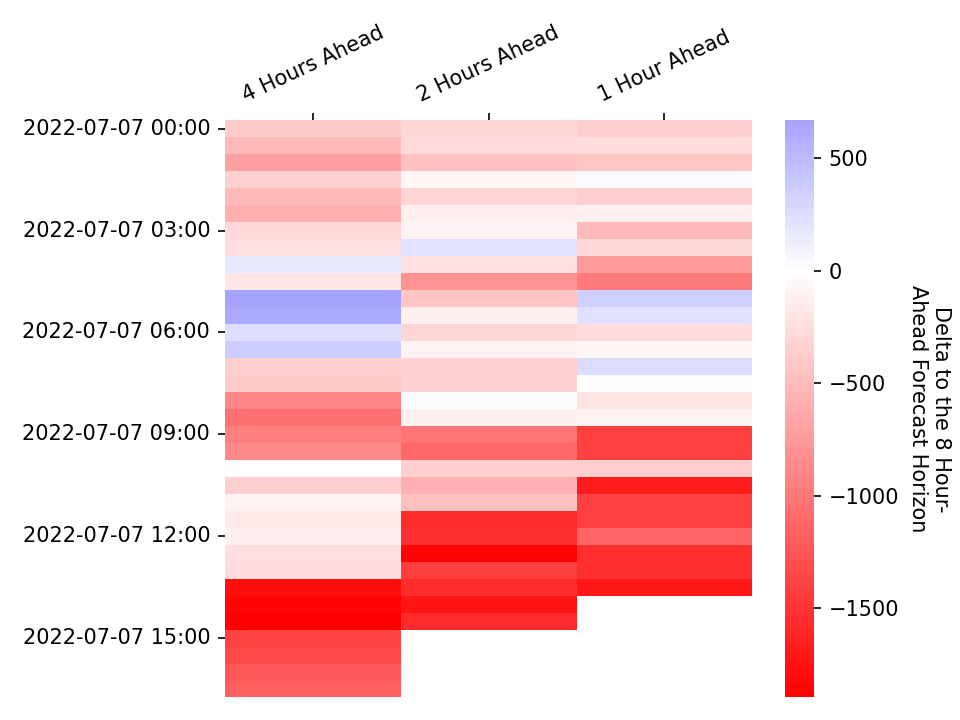 4 Hours Ahead
2 Hours Ahead
1 Hour Ahead
2022-07-07 00:00
2022-07-07 03:00
2022-07-07 06:00
2022-07-07 09:00
2022-07-07 12:00
2022-07-07 15:00
500
0
−500
−1000
−1500
Delta to the 8 Hour-
Ahead Forecast Horizon